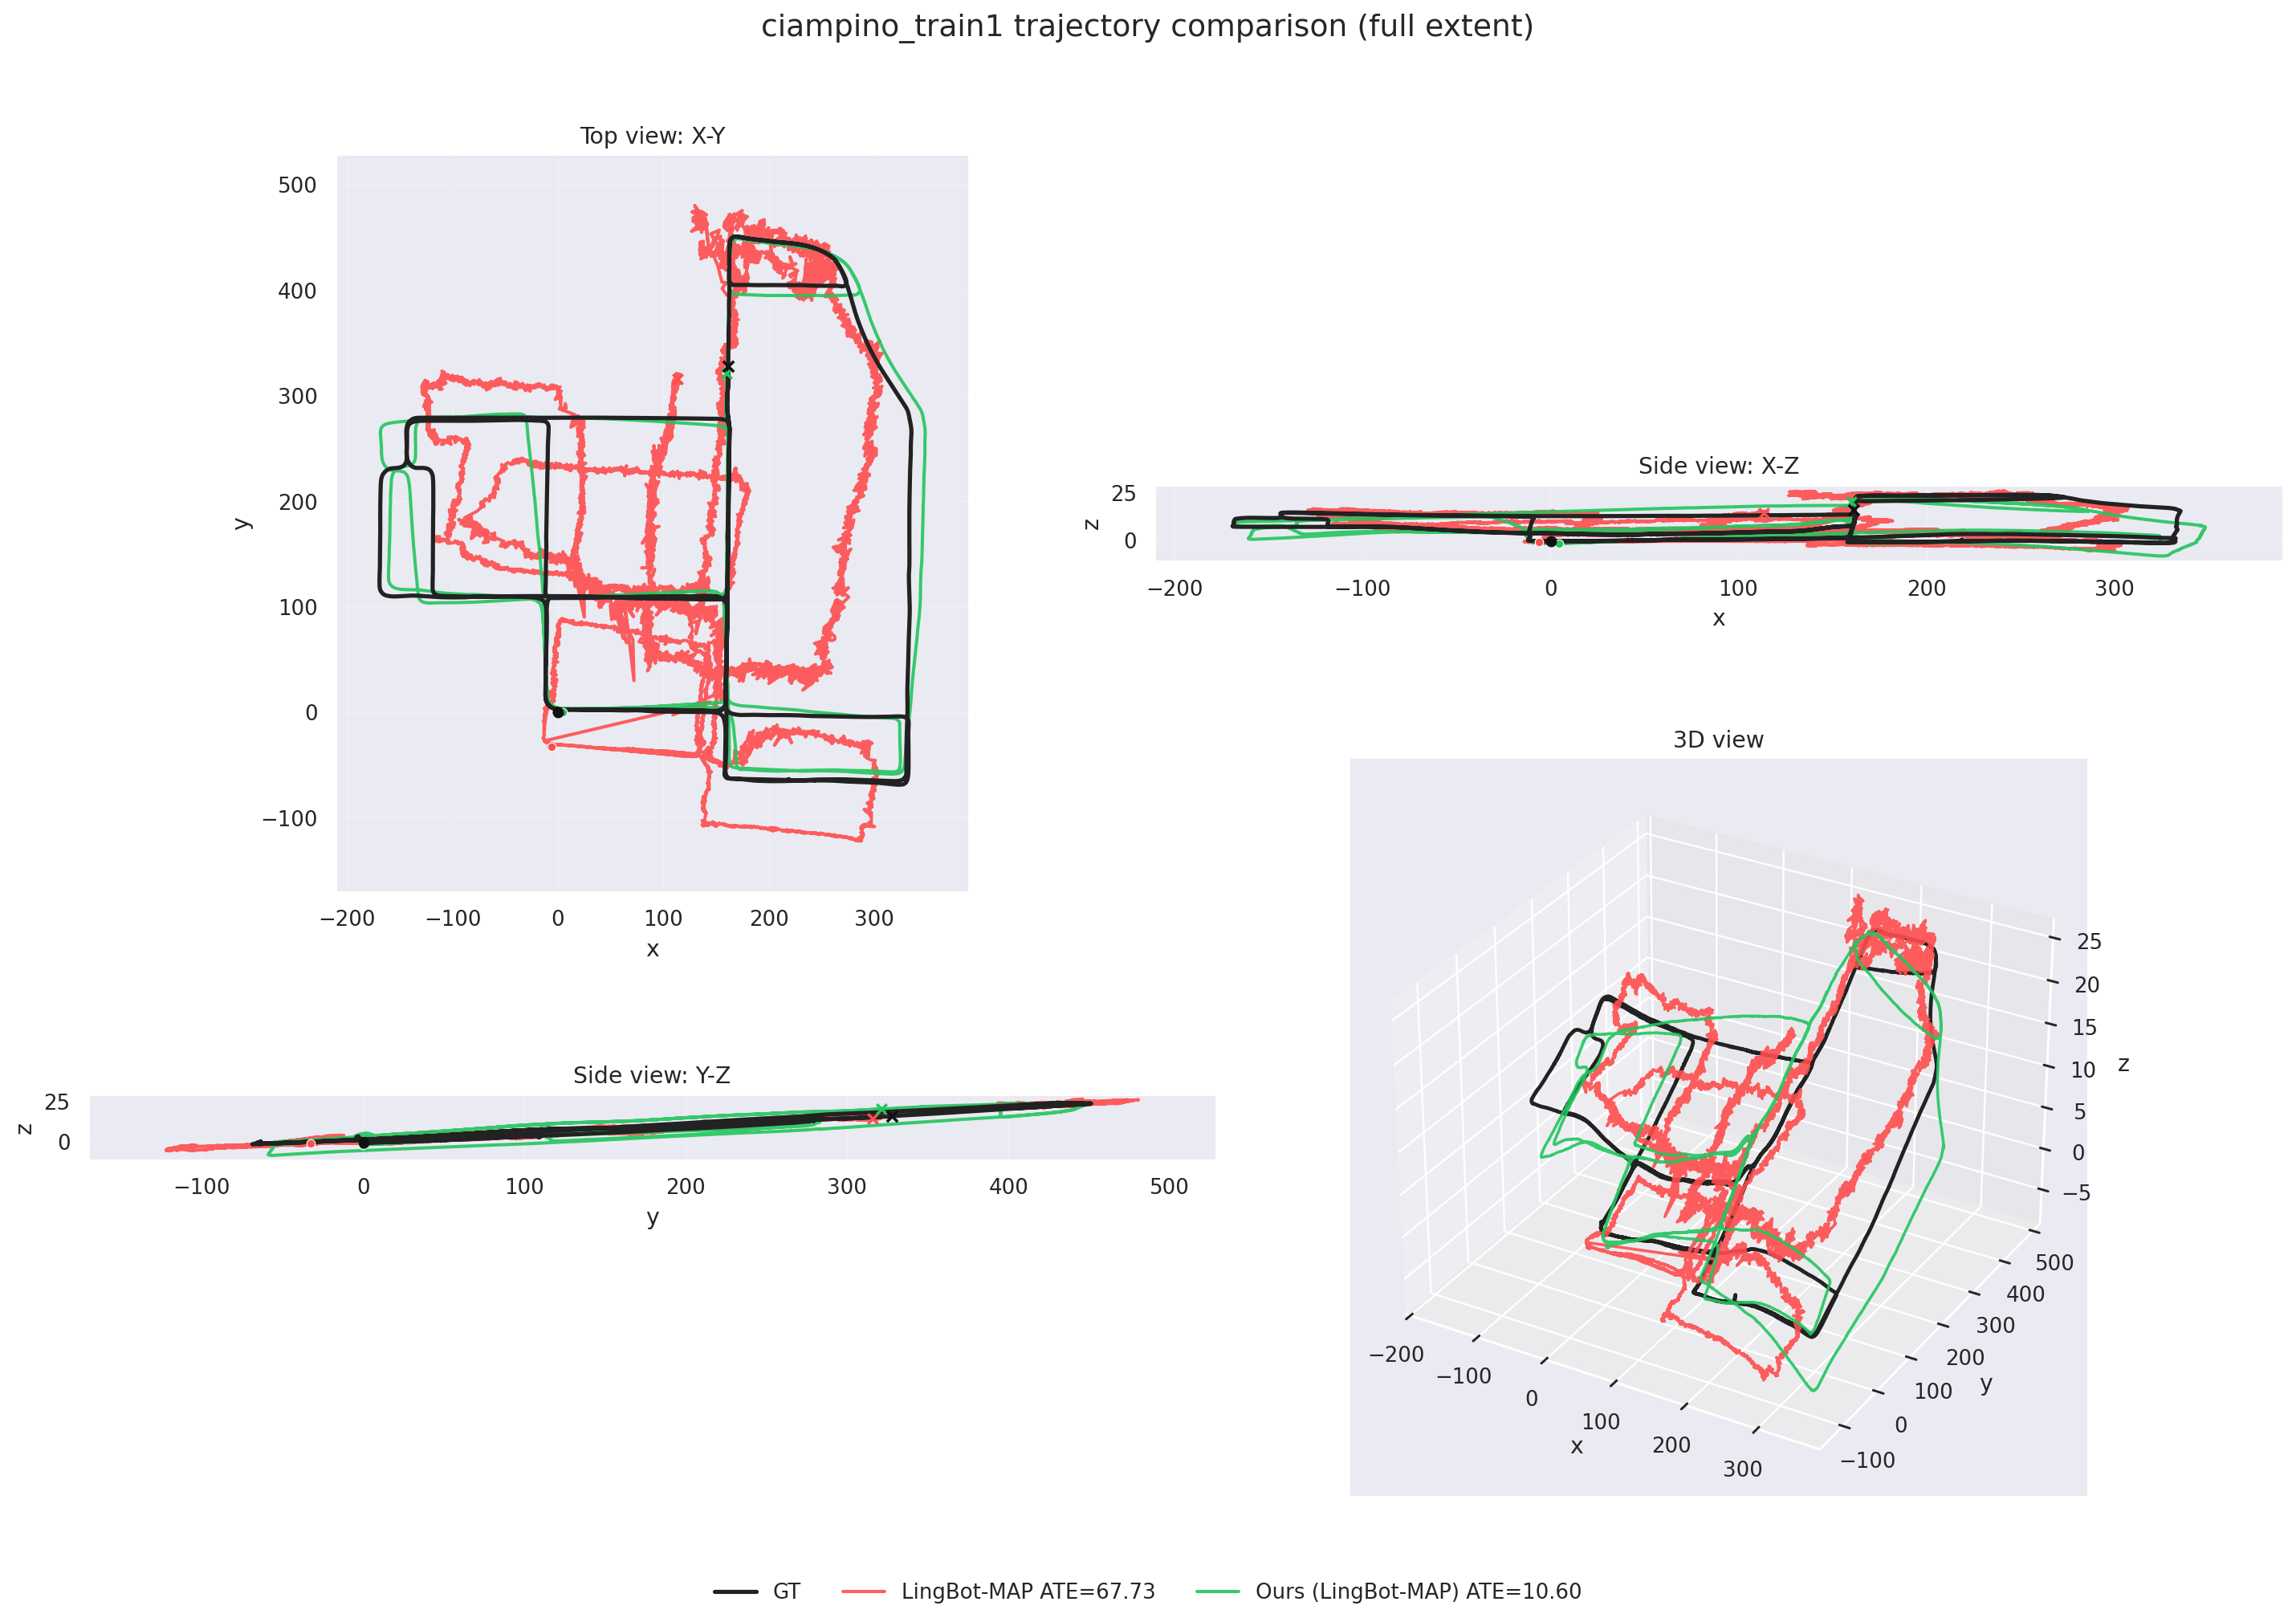 ciampino_train1 trajectory comparison (full extent)
Top view: X-Y
500
400
300
200
100
0
−100
y
−200
−100
0
100
200
300
x
Side view: X-Z
25
0
z
−200
−100
0
100
200
300
x
Side view: Y-Z
25
0
z
−100
0
100
200
300
400
500
y
3D view
25
20
15
10
5
0
−5
z
500
400
300
200
100
0
−100
y
−200
−100
0
100
200
300
x
GT
LingBot-MAP ATE=67.73
Ours (LingBot-MAP) ATE=10.60